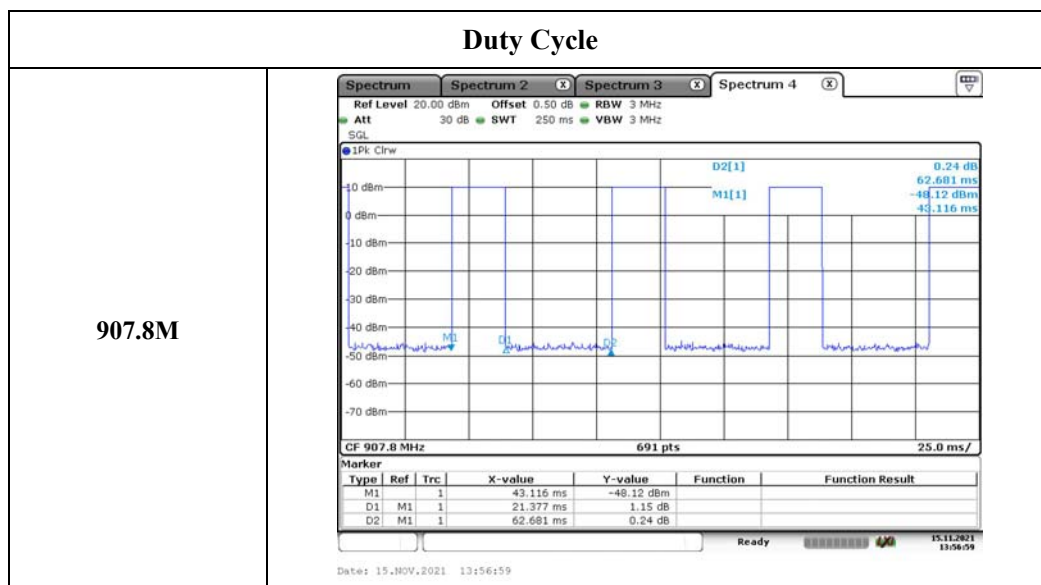 Duty Cycle
907.8M
Spectrum Spectrum 2 X Spectrum 3 X Spectrum 4 X
Ref Level 20.00 dBm Offset 0.50 dB RBW 3 MHz
Att 30 dB SWT 250 ms VBW 3 MHz
SGL
1Pk Clrw
D2[1] 0.24 dB
62.681 ms
10 dBm
M1[1] -48.12 dBm
43.116 ms
0 dBm
-10 dBm
-20 dBm
-30 dBm
-40 dBm
M1 D1 D2
-50 dBm
-60 dBm
-70 dBm
CF 907.8 MHz 691 pts 25.0 ms/
Marker
Type Ref Trc X-value Y-value Function Function Result
M1 1 43.116 ms -48.12 dBm
D1 M1 1 21.377 ms 1.15 dB
D2 M1 1 62.681 ms 0.24 dB
Ready 15.11.2021
13:56:59
Date: 15.NOV.2021 13:56:59